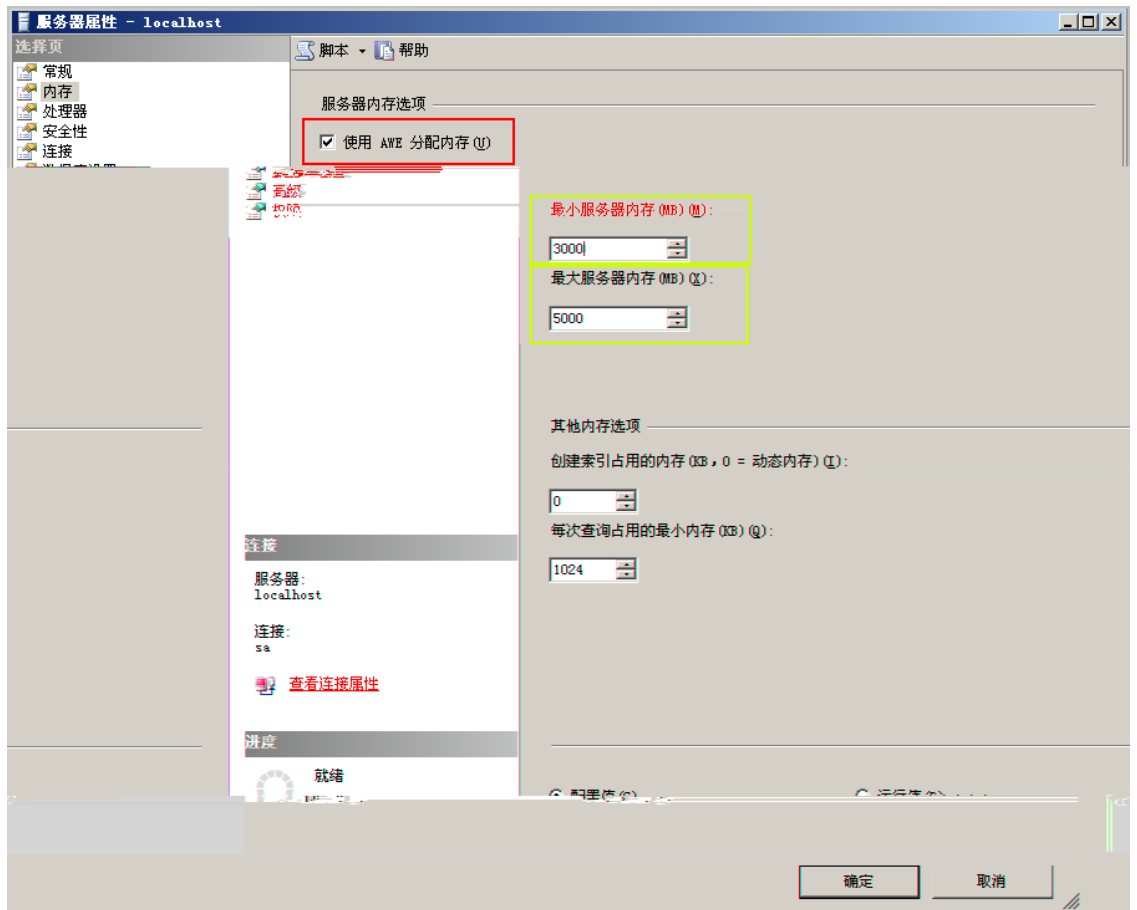 服务器属性 - localhost
选择页
脚本 帮助
常规
内存
处理器
安全性
连接
服务器内存选项
使用 AWE 分配内存(U)
高级
最小服务器内存(MB)(M):
3000
最大服务器内存(MB)(X):
5000
其他内存选项
创建索引占用的内存(KB，0 = 动态内存)(I):
0
每次查询占用的最小内存(KB)(Q):
1024
连接
服务器:
localhost
连接:
sa
查看连接属性
进度
就绪
配置值(C)
确定 取消